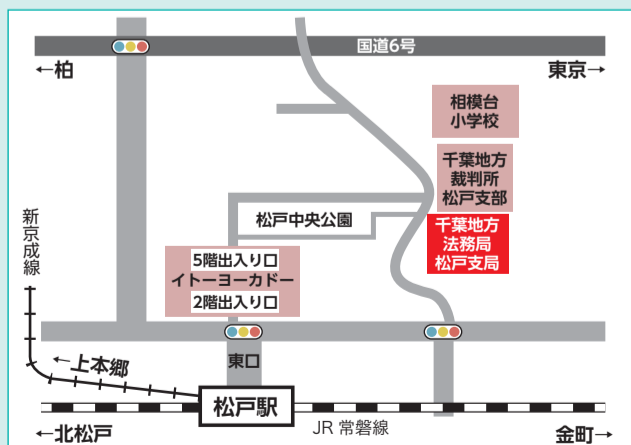 国道6号
←柏
東京→
相模台
小学校
千葉地方
裁判所
松戸支部
松戸中央公園
千葉地方
法務局
松戸支局
新京成線
5階出入り口
イトーヨーカドー
2階出入り口
東口
←上本郷
松戸駅
JR 常磐線
←北松戸
金町→